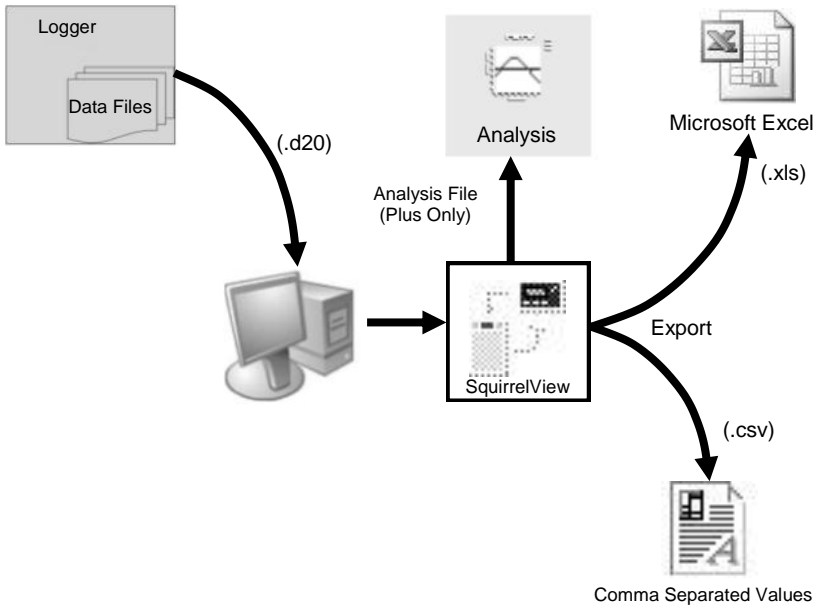 Logger
Data Files
(.d20)
Analysis
Analysis File
(Plus Only)
Microsoft Excel
(.xls)
SquirrelView
Export
(.csv)
Comma Separated Values